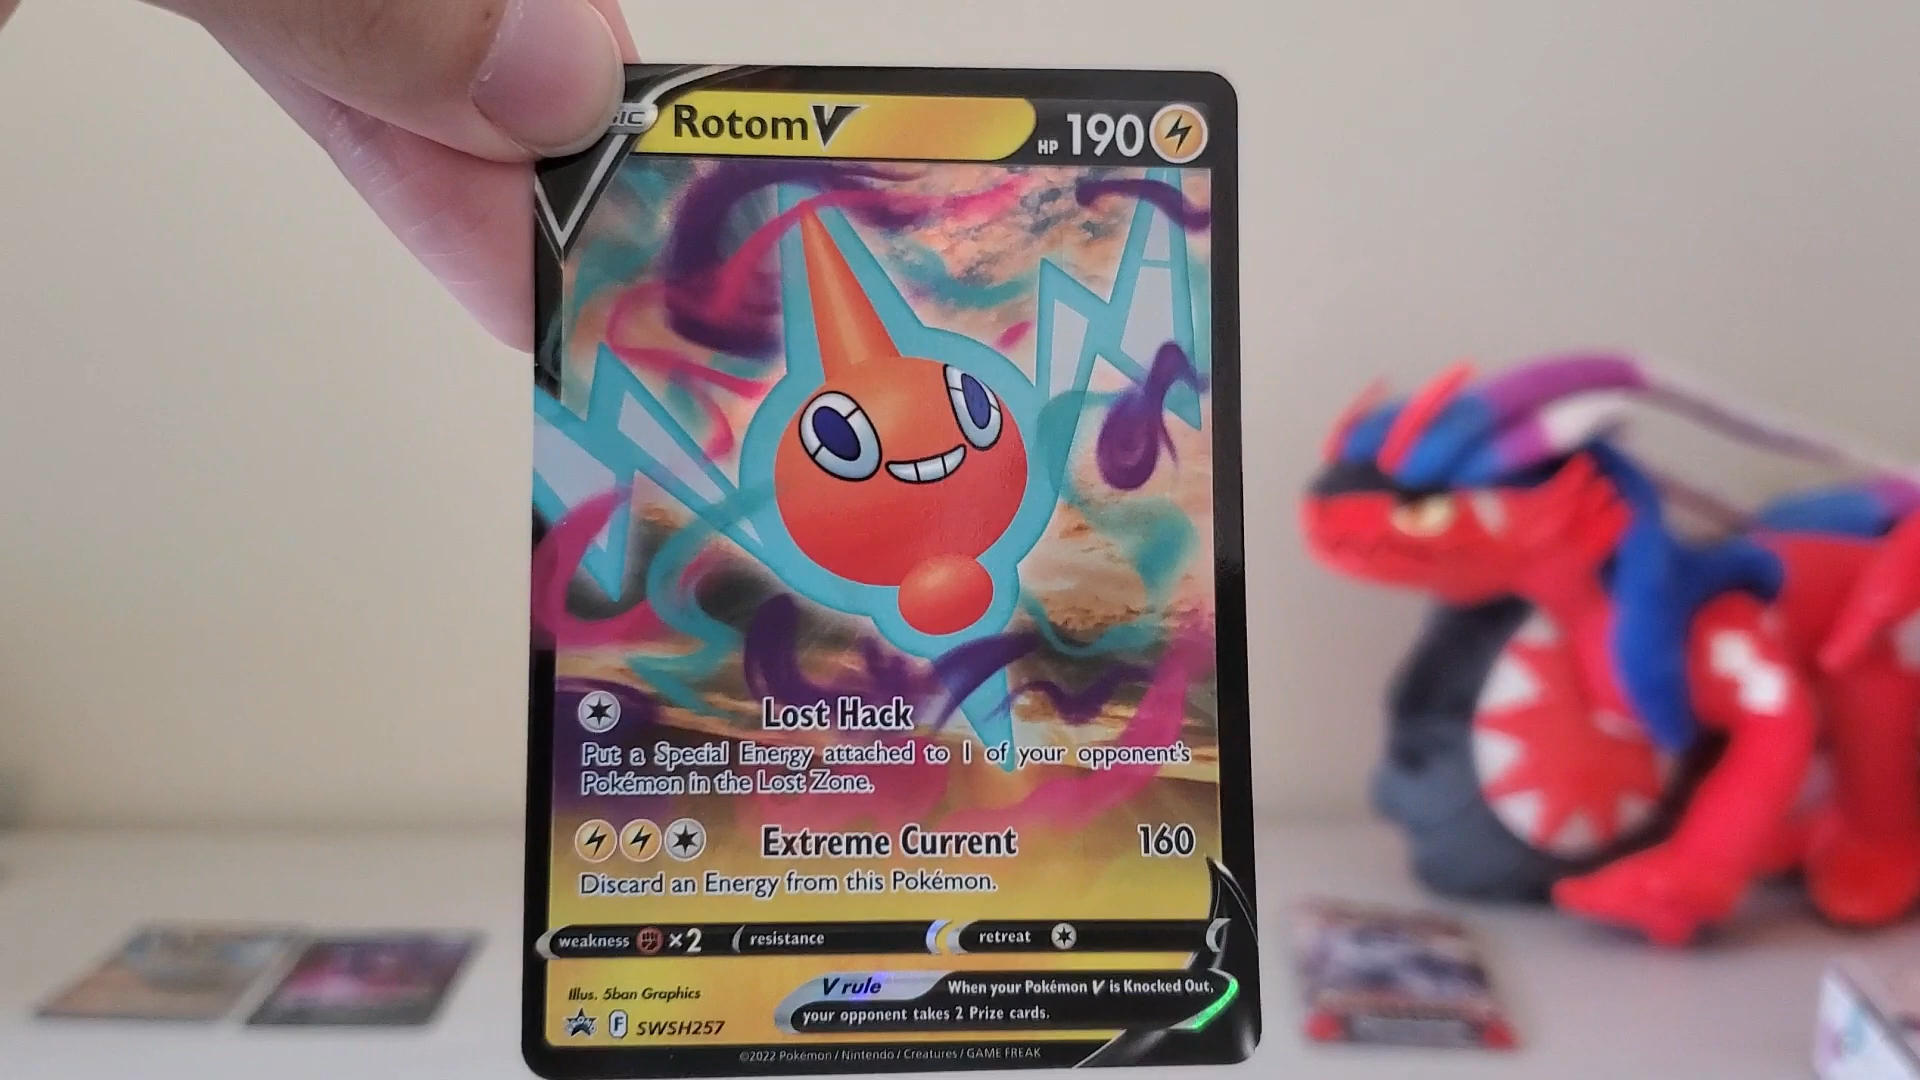 Rotom V HP 190
Lost Hack
Put a Special Energy attached to 1 of your opponent's
Pokémon in the Lost Zone.
Extreme Current 160
Discard an Energy from this Pokémon.
weakness ×2 resistance retreat
Illus. 5ban Graphics
V rule When your Pokémon V is Knocked Out,
your opponent takes 2 Prize cards.
F SWSH257
©2022 Pokémon / Nintendo / Creatures / GAME FREAK